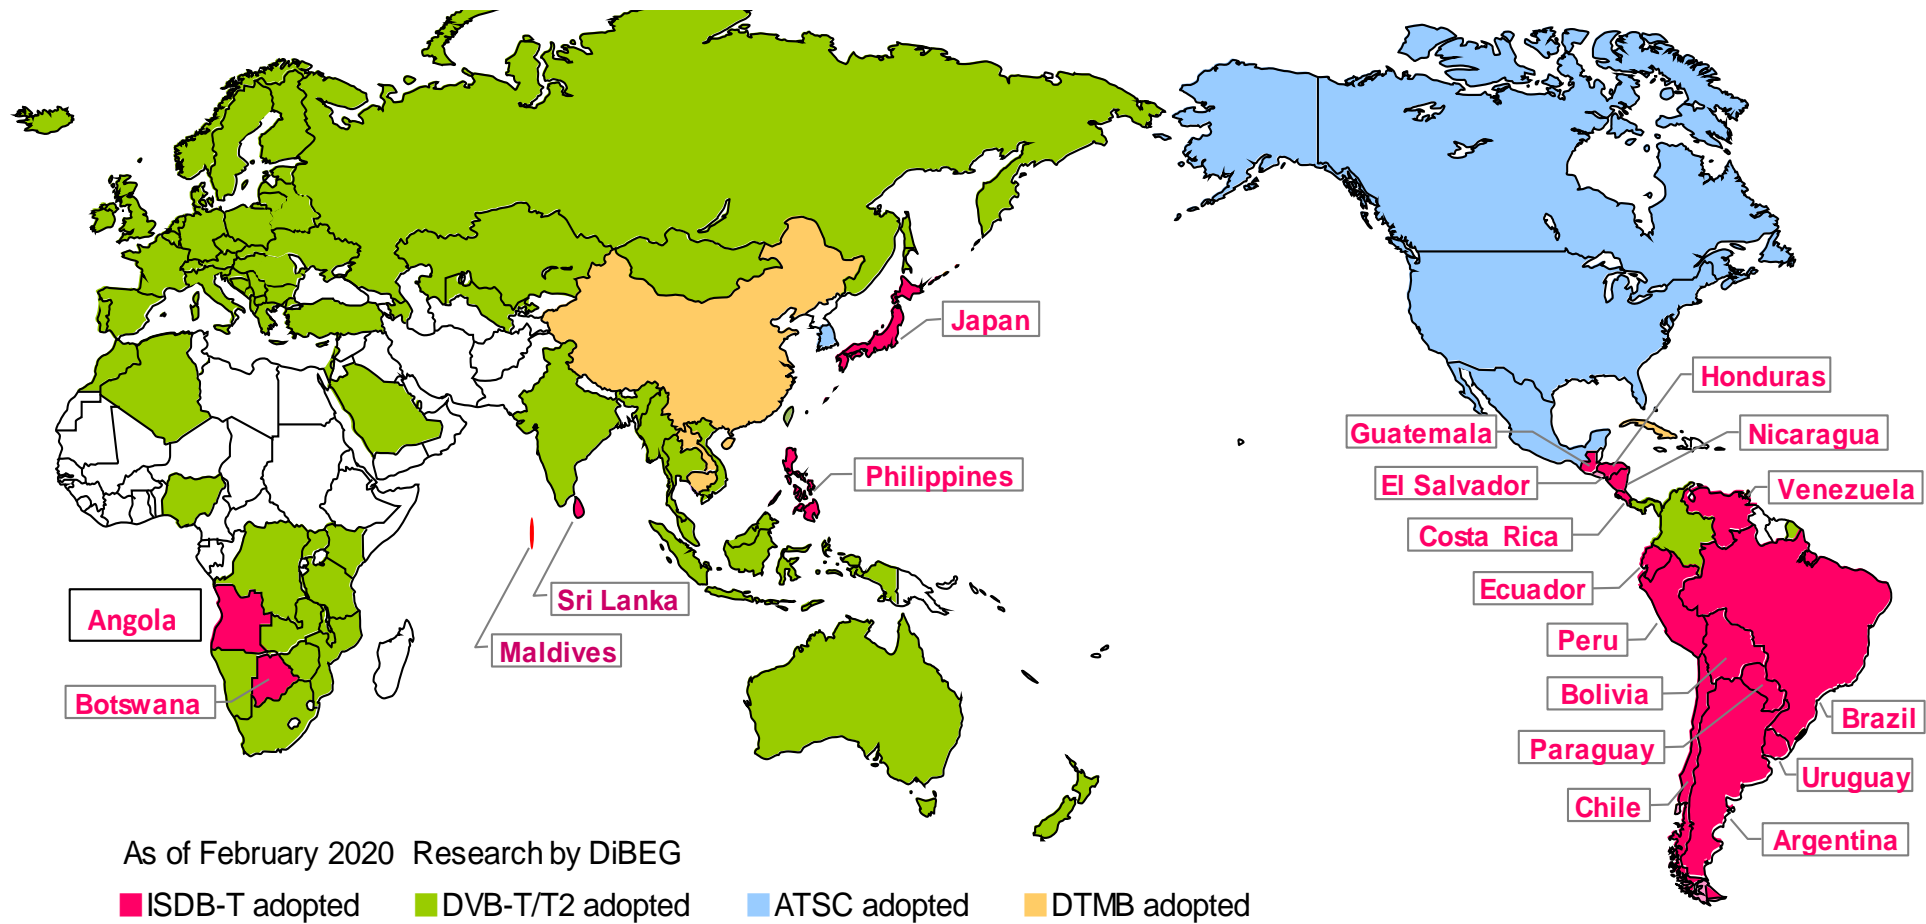 Japan
Honduras
Guatemala
Nicaragua
Philippines
El Salvador
Venezuela
Costa Rica
Ecuador
Sri Lanka
Angola
Peru
Maldives
Bolivia
Botswana
Brazil
Paraguay
Uruguay
Chile
Argentina
As of February 2020 Research by DiBEG
ISDB-T adopted
DVB-T/T2 adopted
ATSC adopted
DTMB adopted